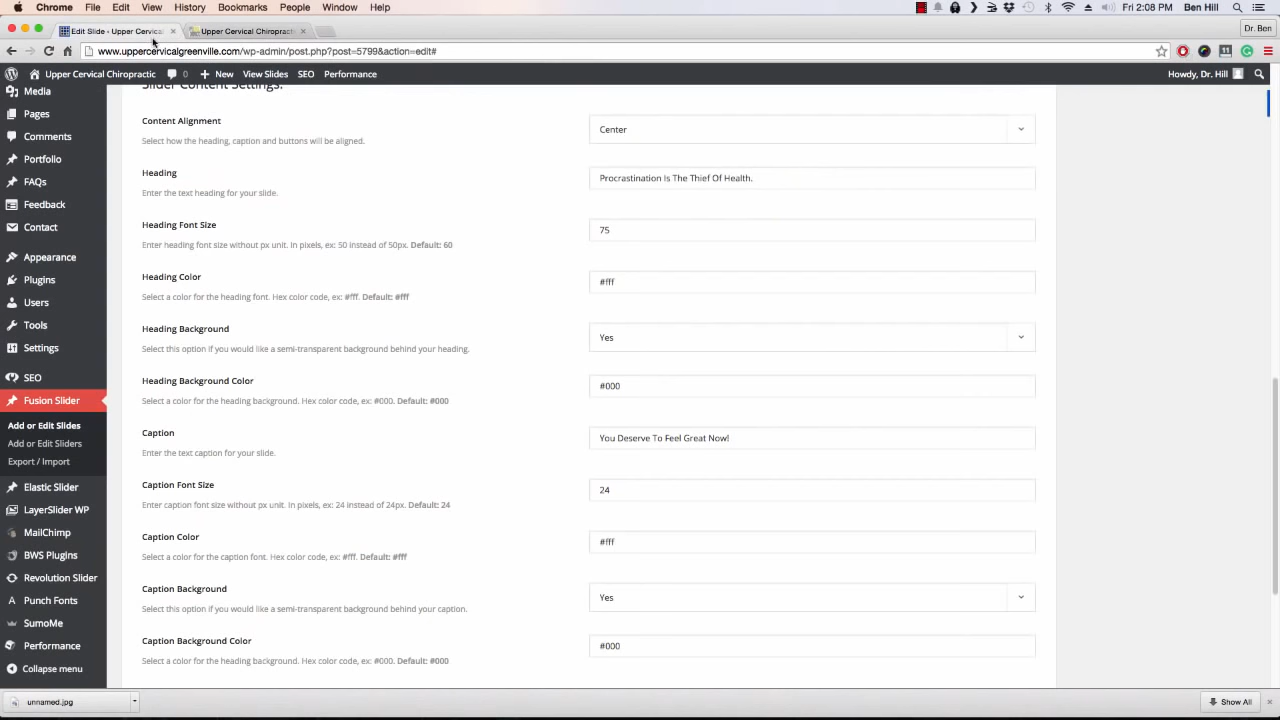 File Edit View History Bookmarks People Window Help Fri 2:08 PM Ben Hill
Edit Slide ‹ Upper Cervical Upper Cervical Chiropractic Dr. Ben
www.uppercervicalgreenville.com/wp-admin/post.php?post=5799&action=edit#
Upper Cervical Chiropractic 0 New View Slides SEO Performance Howdy, Dr. Hill
Media
Pages
Comments
Portfolio
FAQs
Feedback
Contact
Appearance
Plugins
Users
Tools
Settings
SEO
Fusion Slider
Add or Edit Slides
Add or Edit Sliders
Export / Import
Elastic Slider
LayerSlider WP
MailChimp
BWS Plugins
Revolution Slider
Punch Fonts
SumoMe
Performance
Collapse menu
Slider Content Settings:
Content Alignment
Select how the heading, caption and buttons will be aligned.
Center
Heading
Enter the text heading for your slide.
Procrastination Is The Thief Of Health.
Heading Font Size
Enter heading font size without px unit. In pixels, ex: 50 instead of 50px. Default: 60
75
Heading Color
Select a color for the heading font. Hex color code, ex: #fff. Default: #fff
#fff
Heading Background
Select this option if you would like a semi-transparent background behind your heading.
Yes
Heading Background Color
Select a color for the heading background. Hex color code, ex: #000. Default: #000
#000
Caption
Enter the text caption for your slide.
You Deserve To Feel Great Now!
Caption Font Size
Enter caption font size without px unit. In pixels, ex: 24 instead of 24px. Default: 24
24
Caption Color
Select a color for the caption font. Hex color code, ex: #fff. Default: #fff
#fff
Caption Background
Select this option if you would like a semi-transparent background behind your caption.
Yes
Caption Background Color
Select a color for the heading background. Hex color code, ex: #000. Default: #000
#000
unnamed.jpg Show All